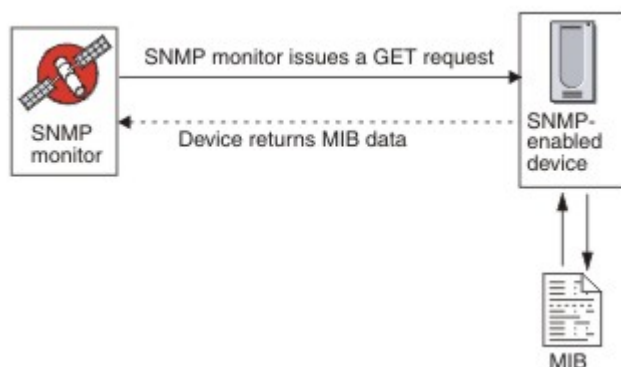 SNMP monitor issues a GET request
SNMP
monitor
Device returns MIB data
SNMP-
enabled
device
MIB